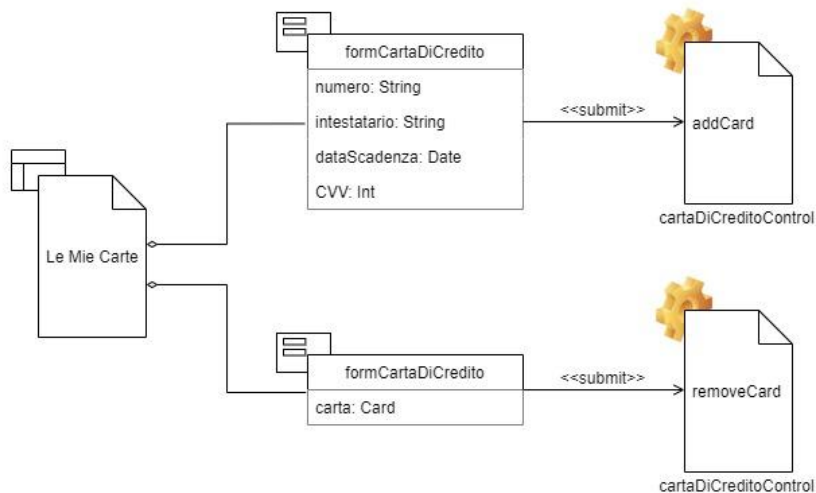 formCartaDiCredito
numero: String
intestatario: String
dataScadenza: Date
CVV: Int
<<submit>>
addCard
cartaDiCreditoControl
Le Mie Carte
formCartaDiCredito
carta: Card
<<submit>>
removeCard
cartaDiCreditoControl